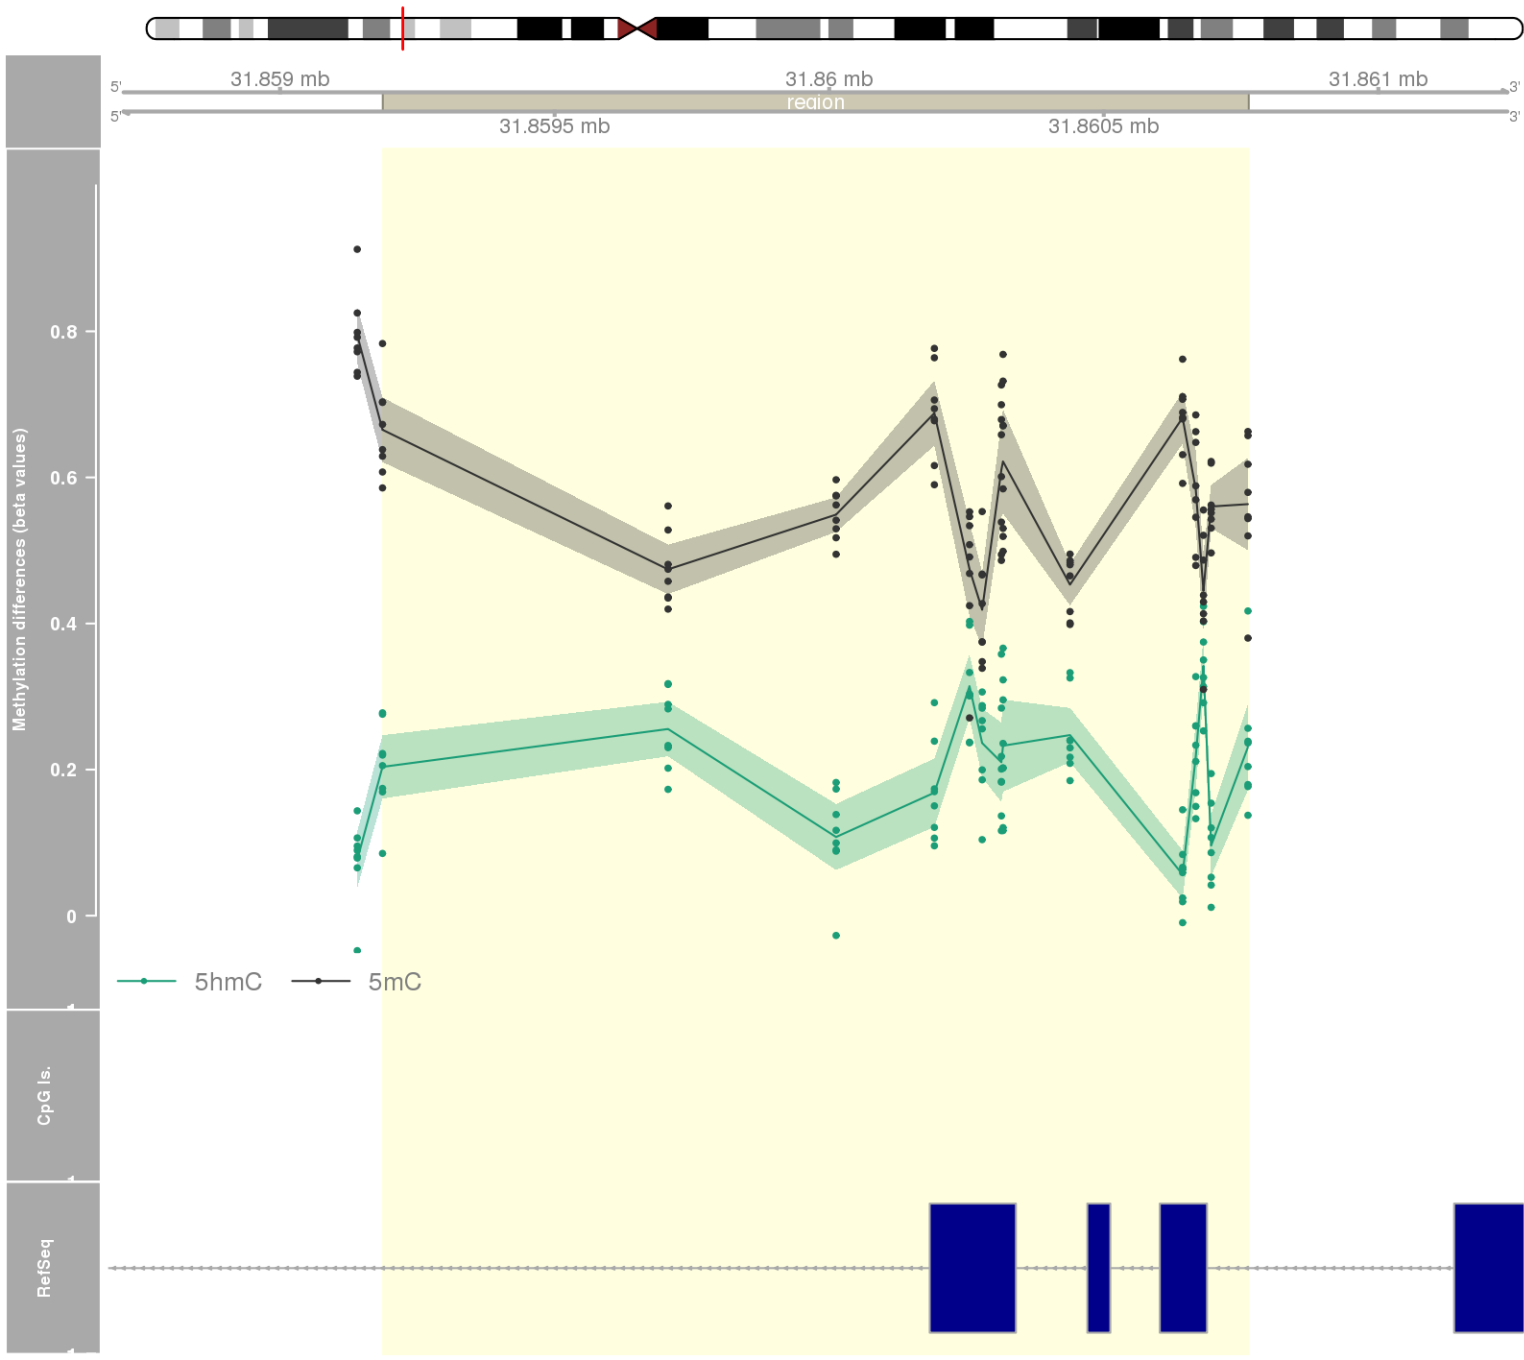 31.859 mb
31.86 mb
31.861 mb
5'
3'
region
5'
3'
31.8595 mb
31.8605 mb
Methylation differences (beta values)
0.8
0.6
0.4
0.2
0
5hmC
5mC
CpG Is.
RefSeq